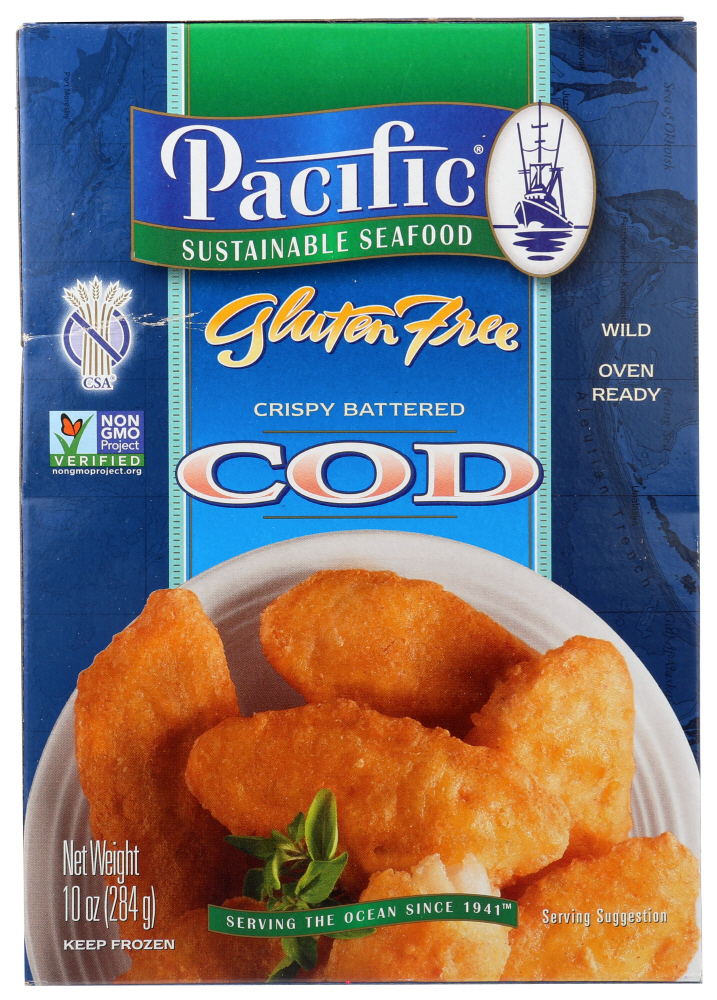 Pacific®
SUSTAINABLE SEAFOOD
Gluten Free
WILD
OVEN
READY
CSA®
CRISPY BATTERED
NON
GMO
Project
VERIFIED
nongmoproject.org
COD
Net Weight
10 oz (284 g)
KEEP FROZEN
SERVING THE OCEAN SINCE 1941™
Serving Suggestion